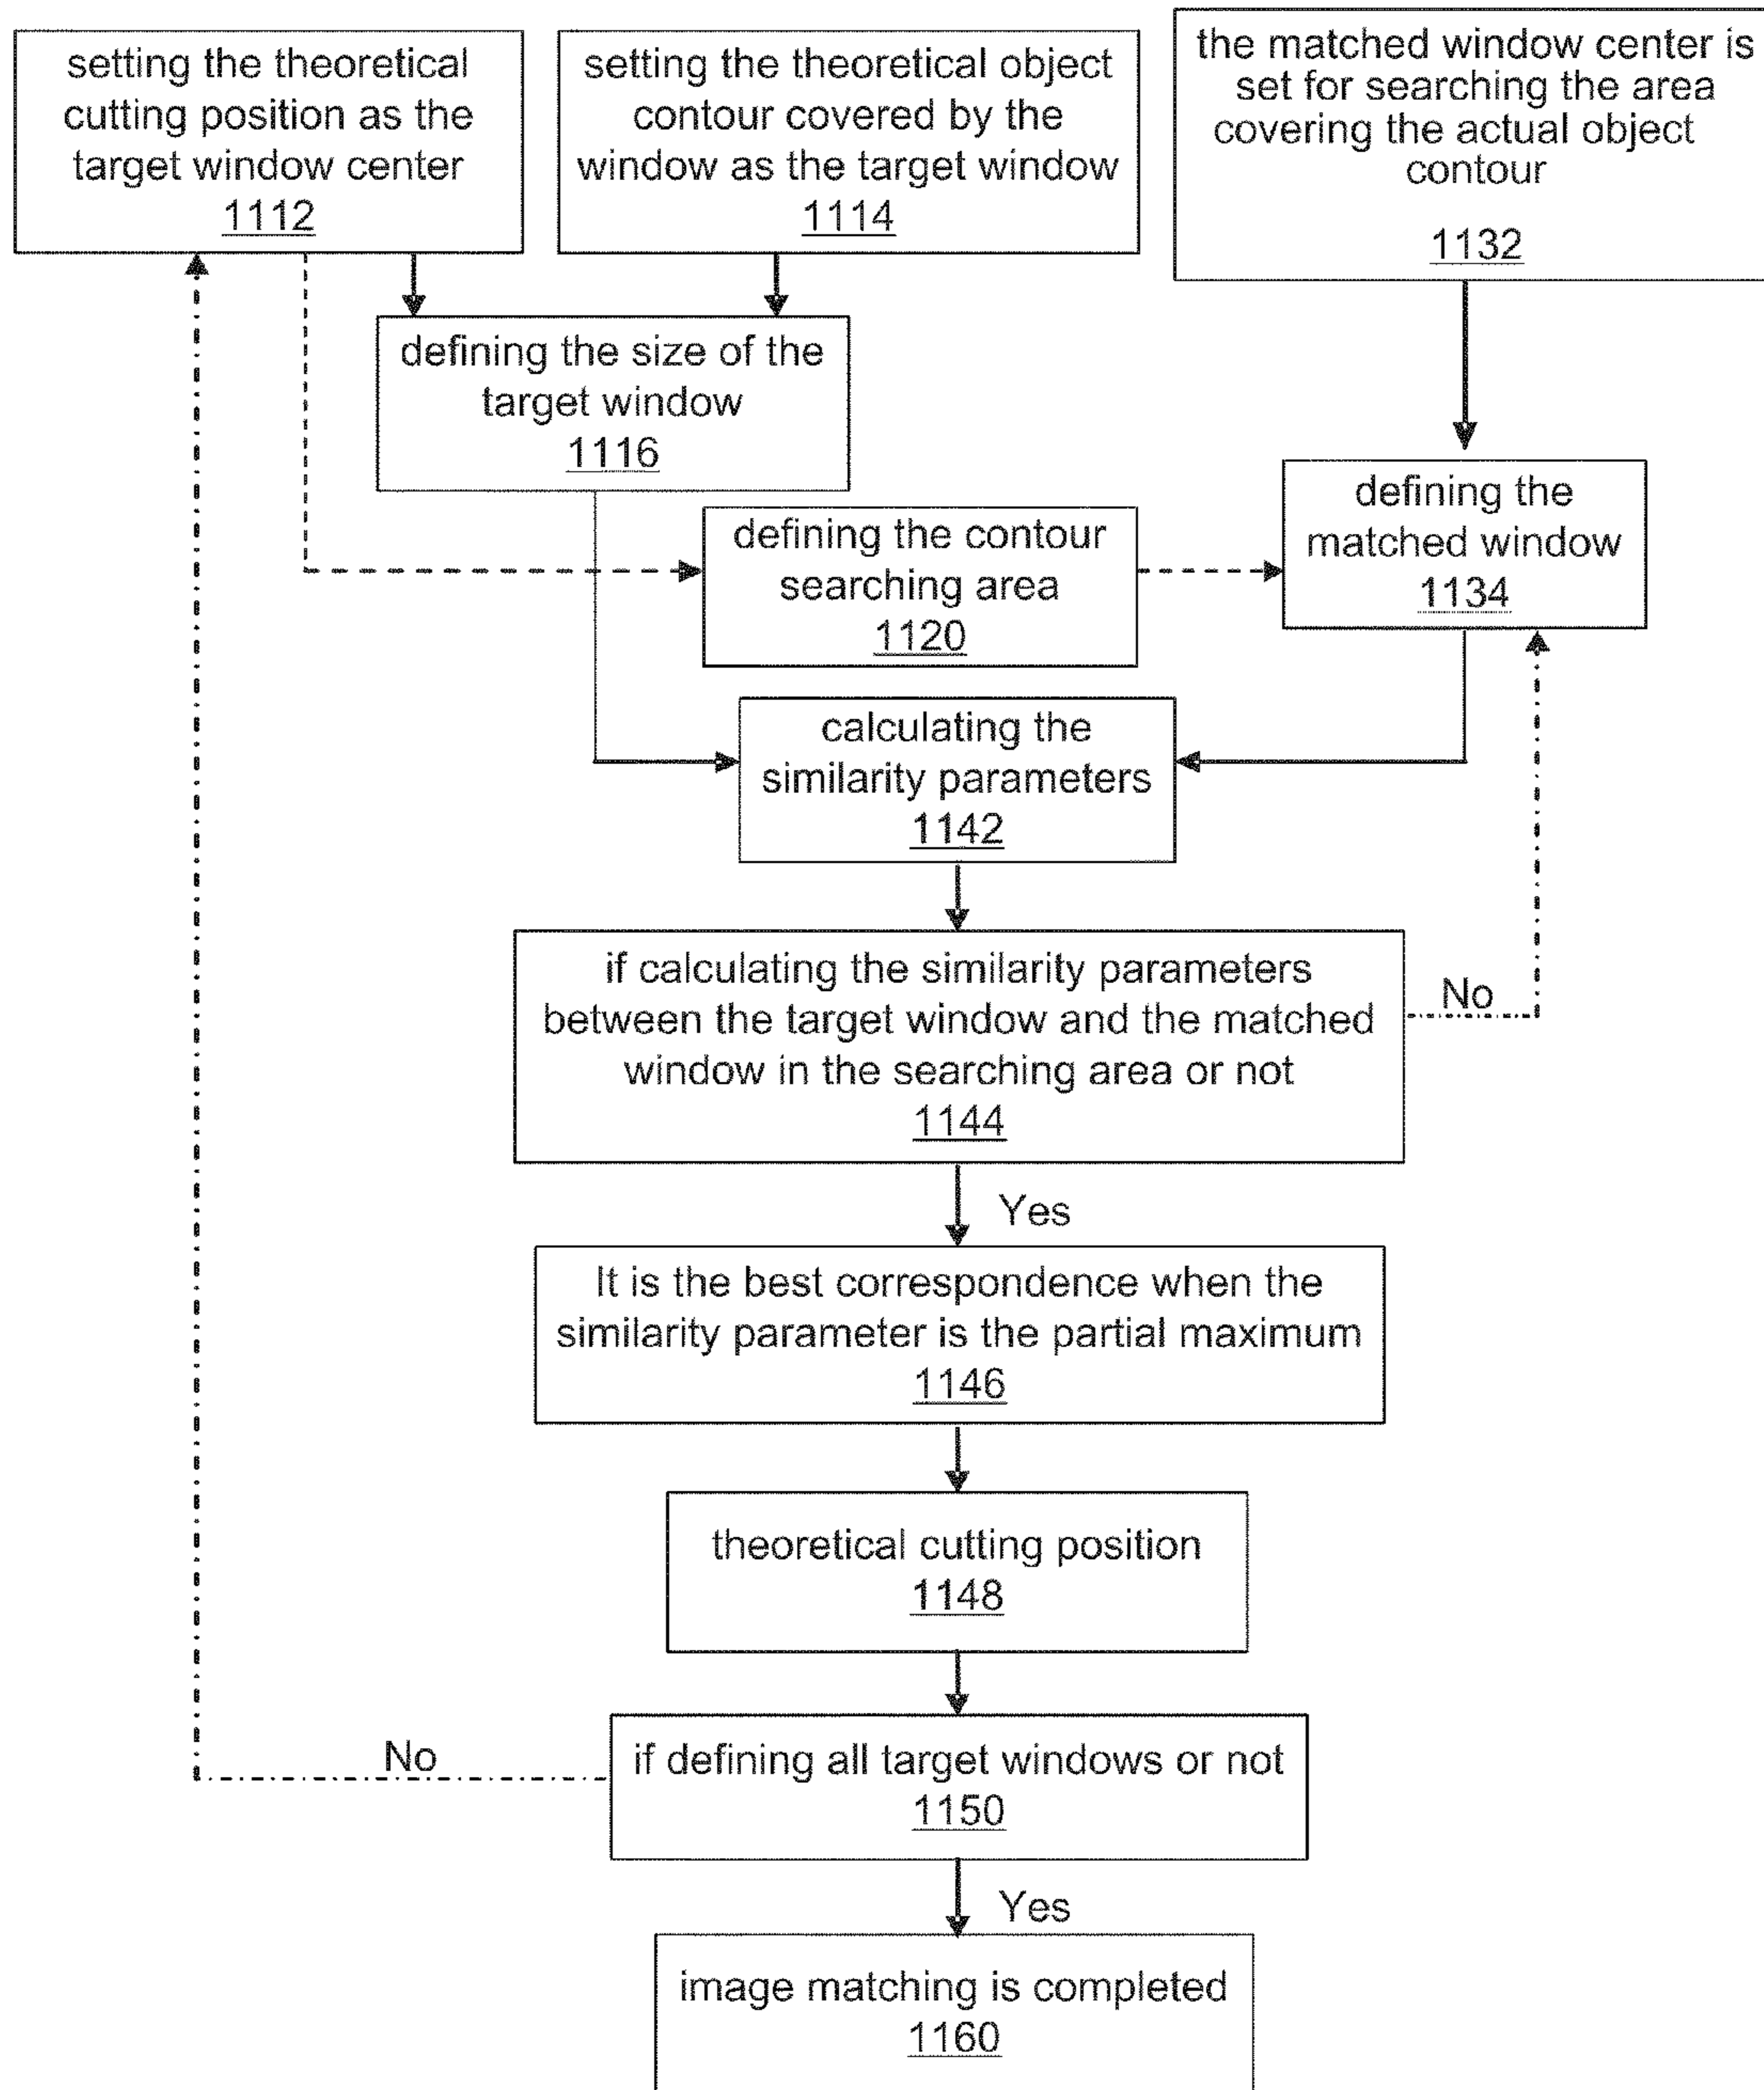 setting the theoretical
cutting position as the
target window center
1112
setting the theoretical object
contour covered by the
window as the target window
1114
the matched window center is
set for searching the area
covering the actual object
contour
1132
defining the size of the
target window
1116
defining the contour
searching area
1120
defining the
matched window
1134
calculating the
similarity parameters
1142
if calculating the similarity parameters
between the target window and the matched
window in the searching area or not
1144
No
Yes
It is the best correspondence when the
similarity parameter is the partial maximum
1146
theoretical cutting position
1148
No
if defining all target windows or not
1150
Yes
image matching is completed
1160